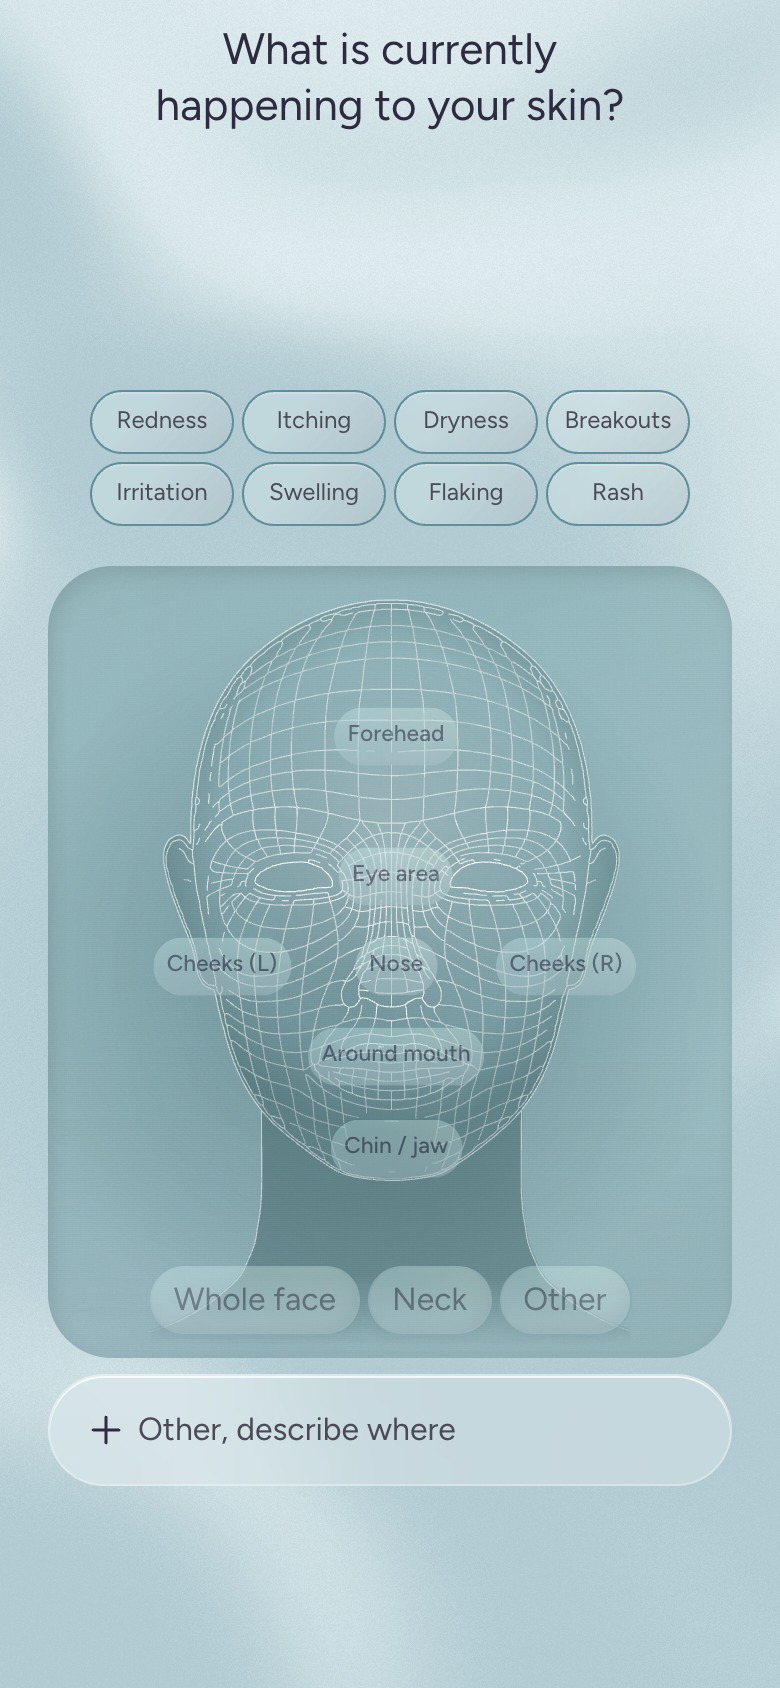 What is currently
happening to your skin?
Redness Itching Dryness Breakouts
Irritation Swelling Flaking Rash
Forehead
Eye area
Cheeks (L) Nose Cheeks (R)
Around mouth
Chin / jaw
Whole face Neck Other
+ Other, describe where